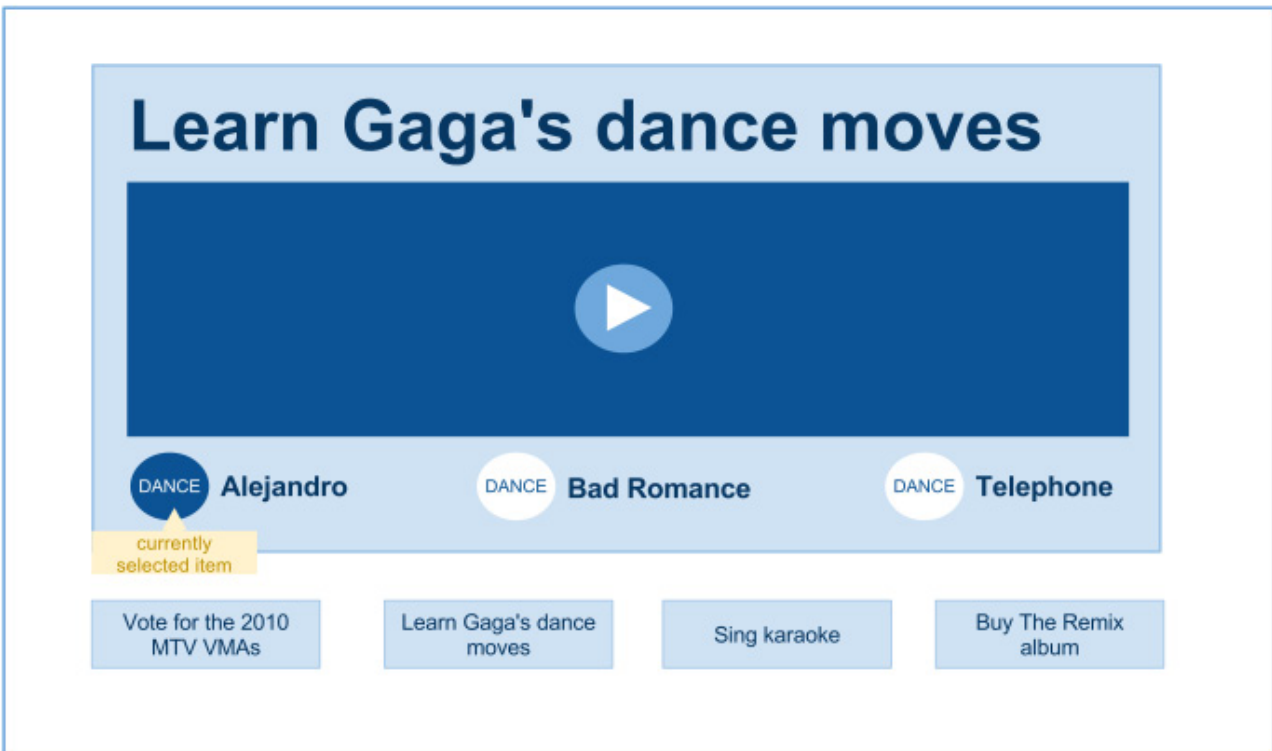 Learn Gaga's dance moves
DANCE Alejandro
DANCE Bad Romance
DANCE Telephone
currently
selected item
Vote for the 2010
MTV VMAs
Learn Gaga's dance
moves
Sing karaoke
Buy The Remix
album